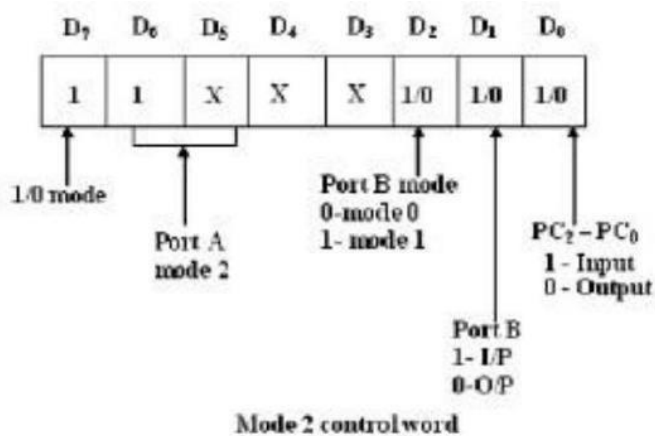 D₇ D₆ D₅ D₄ D₃ D₂ D₁ D₀
1 1 X X X 1/0 1/0 1/0
1/0 mode
Port A
mode 2
Port B mode
0-mode 0
1- mode 1
PC₂-PC₀
1 - Input
0 - Output
Port B
1- I/P
0-O/P
Mode 2 control word